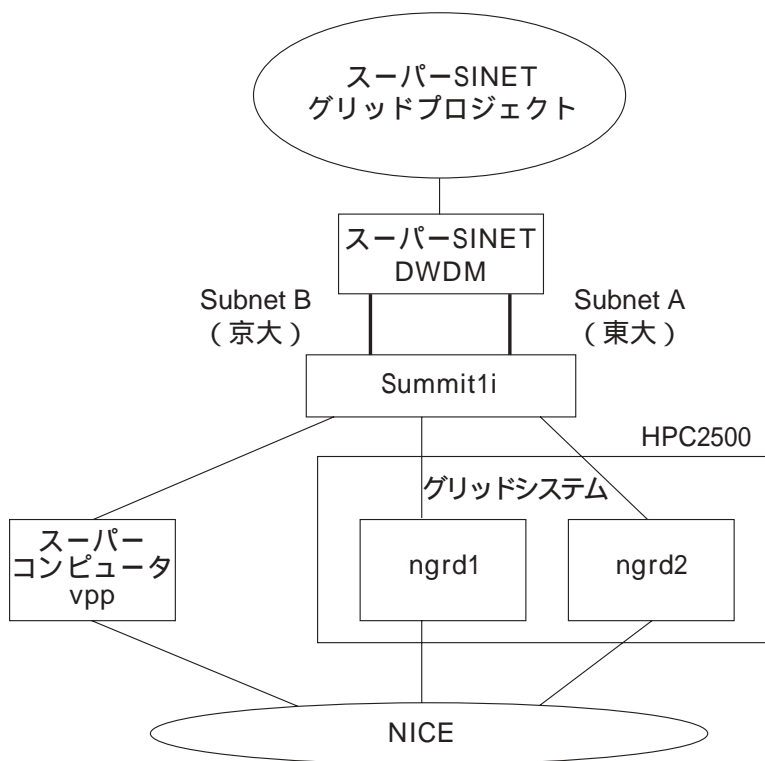 スーパーSINET
グリッドプロジェクト
スーパーSINET
DWDM
Subnet B
（京大）
Subnet A
（東大）
Summit1i
HPC2500
グリッドシステム
スーパー
コンピュータ
vpp
ngrd1
ngrd2
NICE